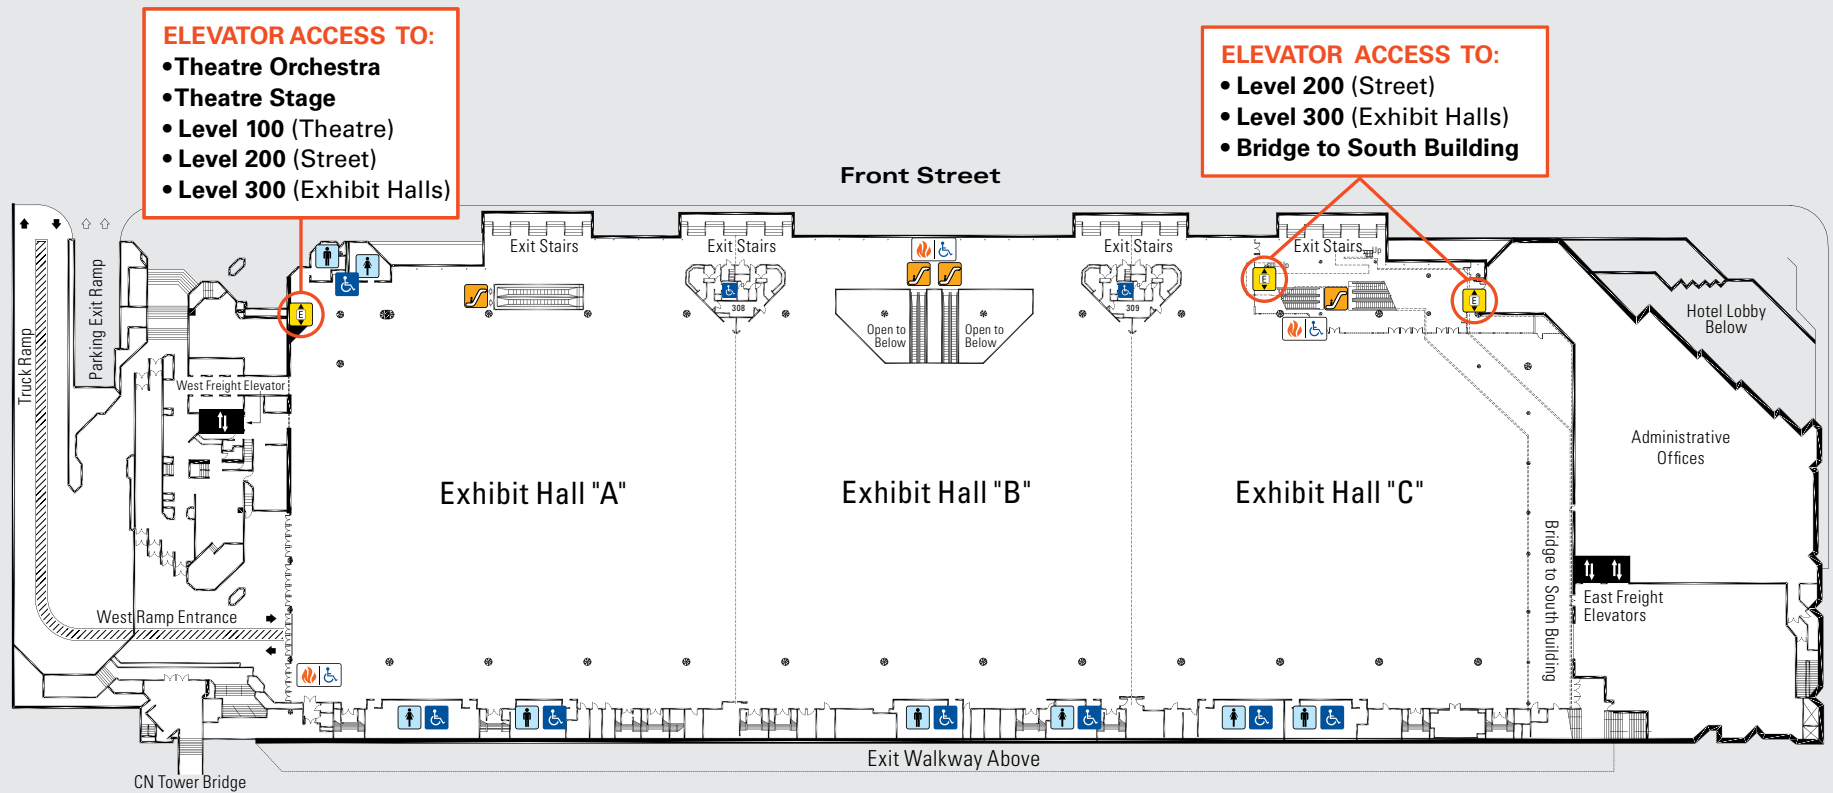 ELEVATOR ACCESS TO:
•Theatre Orchestra
•Theatre Stage
• Level 100 (Theatre)
• Level 200 (Street)
• Level 300 (Exhibit Halls)
ELEVATOR ACCESS TO:
• Level 200 (Street)
• Level 300 (Exhibit Halls)
• Bridge to South Building
Front Street
Exit Stairs
Exit Stairs
Exit Stairs
Exit Stairs
Up
Up
E
E
E
308
309
Open to
Below
Open to
Below
Hotel Lobby
Below
Truck Ramp
Parking Exit Ramp
West Freight Elevator
Administrative
Offices
Exhibit Hall "A"
Exhibit Hall "B"
Exhibit Hall "C"
Bridge to South Building
East Freight
Elevators
West Ramp Entrance
Exit Walkway Above
CN Tower Bridge